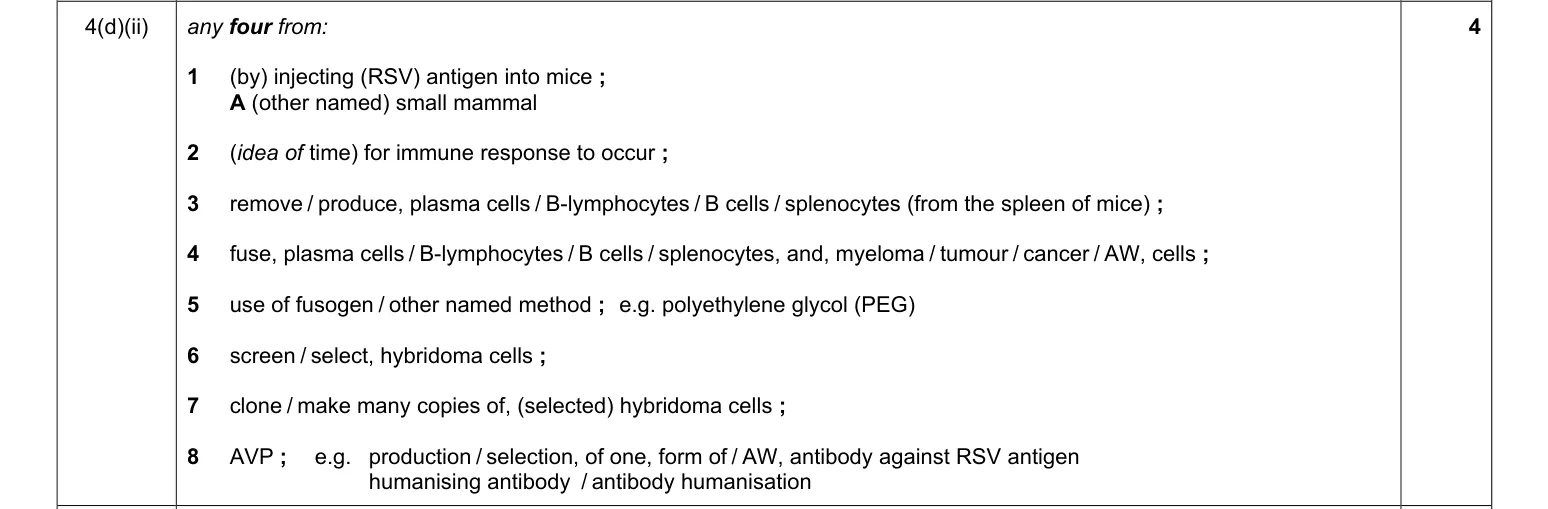 4(d)(ii) any four from: 4
1 (by) injecting (RSV) antigen into mice ;
A (other named) small mammal
2 (idea of time) for immune response to occur ;
3 remove / produce, plasma cells / B-lymphocytes / B cells / splenocytes (from the spleen of mice) ;
4 fuse, plasma cells / B-lymphocytes / B cells / splenocytes, and, myeloma / tumour / cancer / AW, cells ;
5 use of fusogen / other named method ; e.g. polyethylene glycol (PEG)
6 screen / select, hybridoma cells ;
7 clone / make many copies of, (selected) hybridoma cells ;
8 AVP ; e.g. production / selection, of one, form of / AW, antibody against RSV antigen
humanising antibody / antibody humanisation